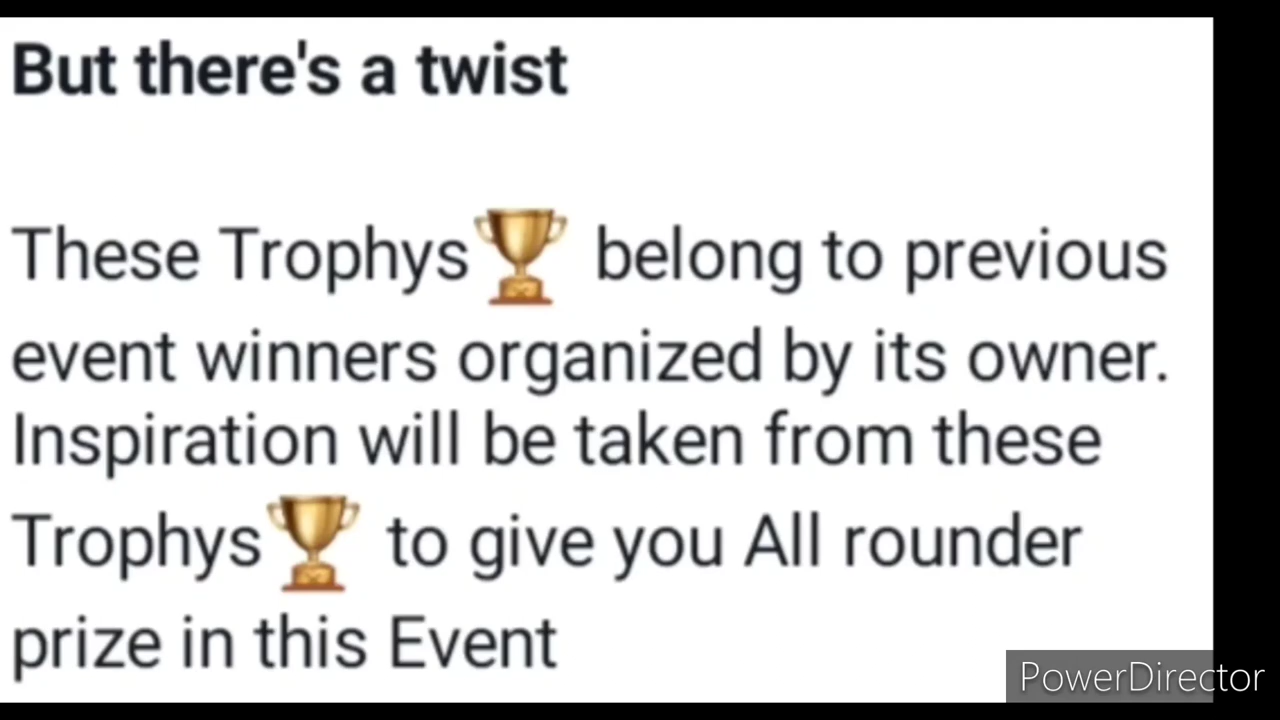 But there's a twist
These Trophys🏆 belong to previous
event winners organized by its owner.
Inspiration will be taken from these
Trophys🏆 to give you All rounder
prize in this Event
PowerDirector